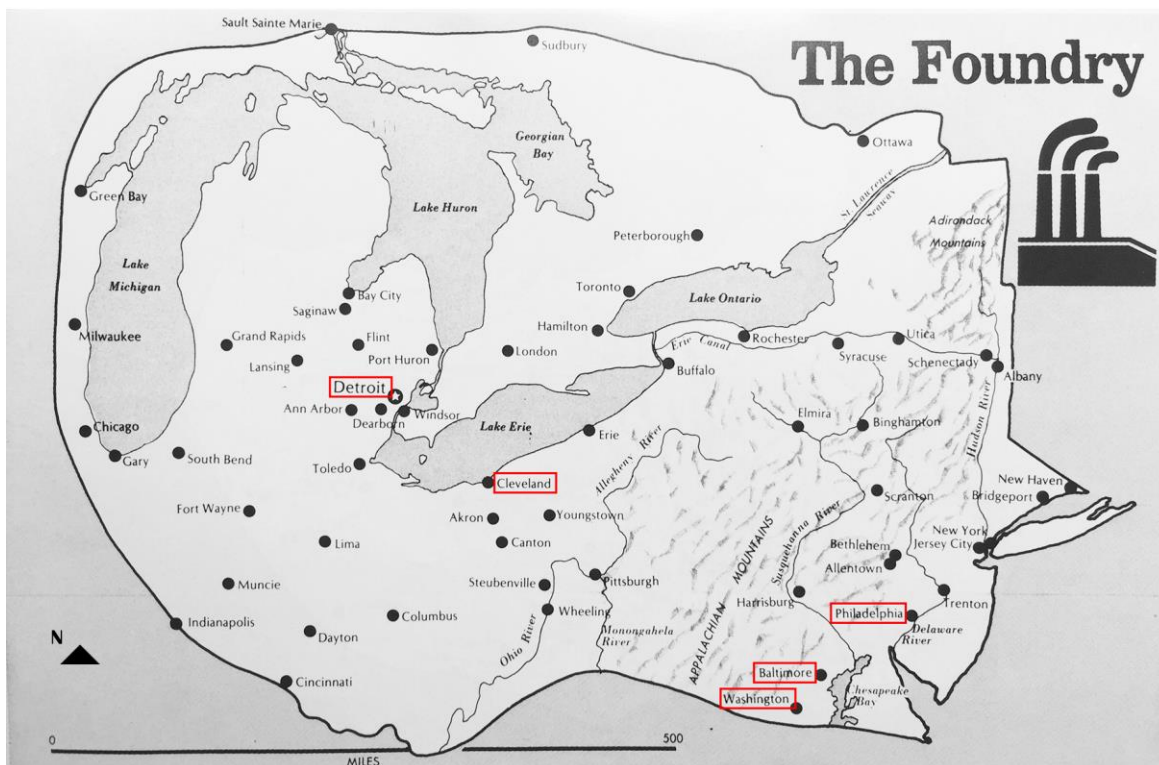 Sault Sainte Marie
Sudbury
The Foundry
Ottawa
Georgian
Bay
Green Bay
Lake Huron
St. Lawrence
Seaway
Adirondack
Mountains
Peterborough
Lake
Michigan
Bay City
Toronto
Lake Ontario
Saginaw
Milwaukee
Hamilton
Grand Rapids
Flint
Port Huron
London
Erie Canal
Rochester
Syracuse
Utica
Schenectady
Albany
Lansing
Buffalo
Detroit
Ann Arbor
Dearborn
Windsor
Lake Erie
Erie
Elmira
Binghamton
Hudson River
Chicago
Gary
South Bend
Toledo
Allegheny River
Cleveland
Scranton
New Haven
Bridgeport
Fort Wayne
Akron
Youngstown
Susquehanna River
New York
Jersey City
Lima
Canton
APPALACHIAN MOUNTAINS
Bethlehem
Allentown
Muncie
Steubenville
Pittsburgh
Harrisburg
Trenton
Indianapolis
Columbus
Wheeling
Philadelphia
Dayton
Ohio River
Monongahela
River
Delaware
River
N
Baltimore
Cincinnati
Washington
Chesapeake
Bay
0
500
MILES